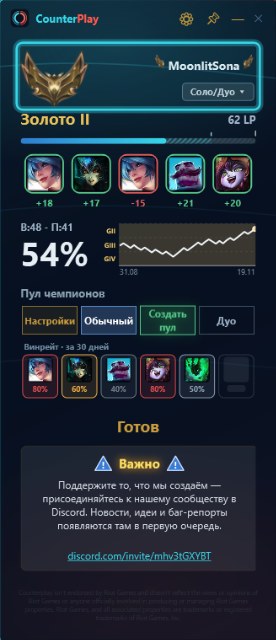 CounterPlay
MoonlitSona
Соло/Дуо
Золото II
62 LP
+18 +17 -15 +21 +20
В:48 - П:41
54%
GII
GIII
GIV
31.08 19.11
Пул чемпионов
Настройки Обычный Создать пул Дуо
Винрейт · за 30 дней
80% 60% 40% 80% 50%
Готов
Важно
Поддержите то, что мы создаём —
присоединяйтесь к нашему сообществу в
Discord. Новости, идеи и баг-репорты
появляются там в первую очередь.
discord.com/invite/mhv3tGXYBT